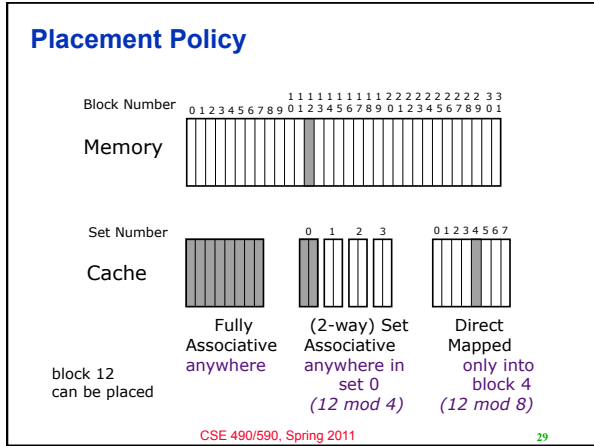 Placement Policy
1 1 1 1 1 1 1 1 1 1 2 2 2 2 2 2 2 2 2 2 3 3
Block Number 0 1 2 3 4 5 6 7 8 9 0 1 2 3 4 5 6 7 8 9 0 1 2 3 4 5 6 7 8 9 0 1
Memory
Set Number 0 1 2 3 0 1 2 3 4 5 6 7
Cache
Fully (2-way) Set Direct
Associative Associative Mapped
anywhere anywhere in only into
block 12 set 0 block 4
can be placed (12 mod 4) (12 mod 8)
CSE 490/590, Spring 2011 29